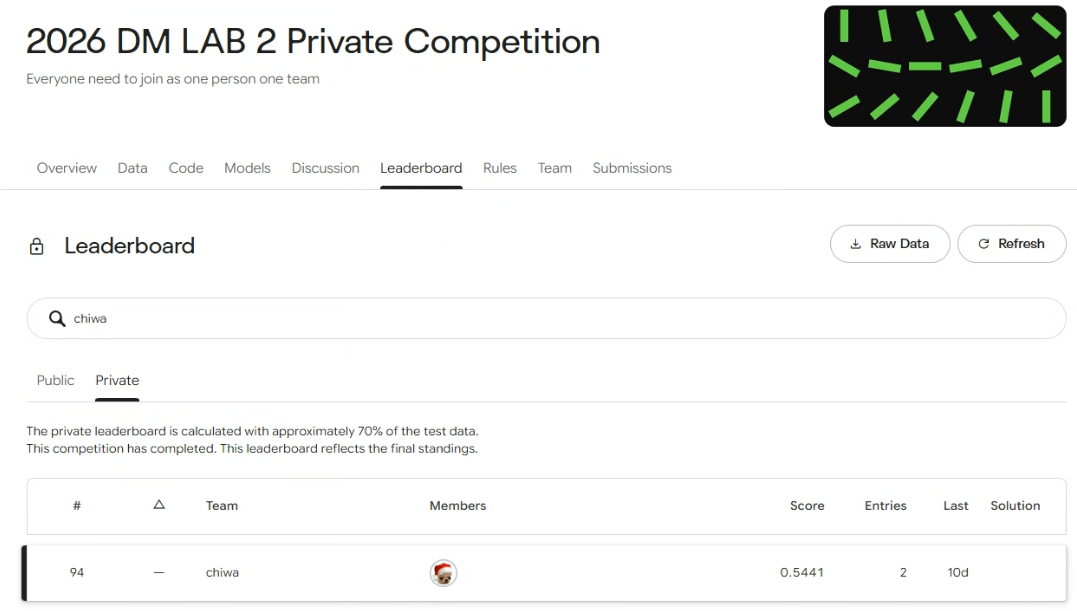 2026 DM LAB 2 Private Competition
Everyone need to join as one person one team
Overview Data Code Models Discussion Leaderboard Rules Team Submissions
Leaderboard
Raw Data Refresh
chiwa
Public Private
The private leaderboard is calculated with approximately 70% of the test data.
This competition has completed. This leaderboard reflects the final standings.
# △ Team Members Score Entries Last Solution
94 — chiwa 0.5441 2 10d